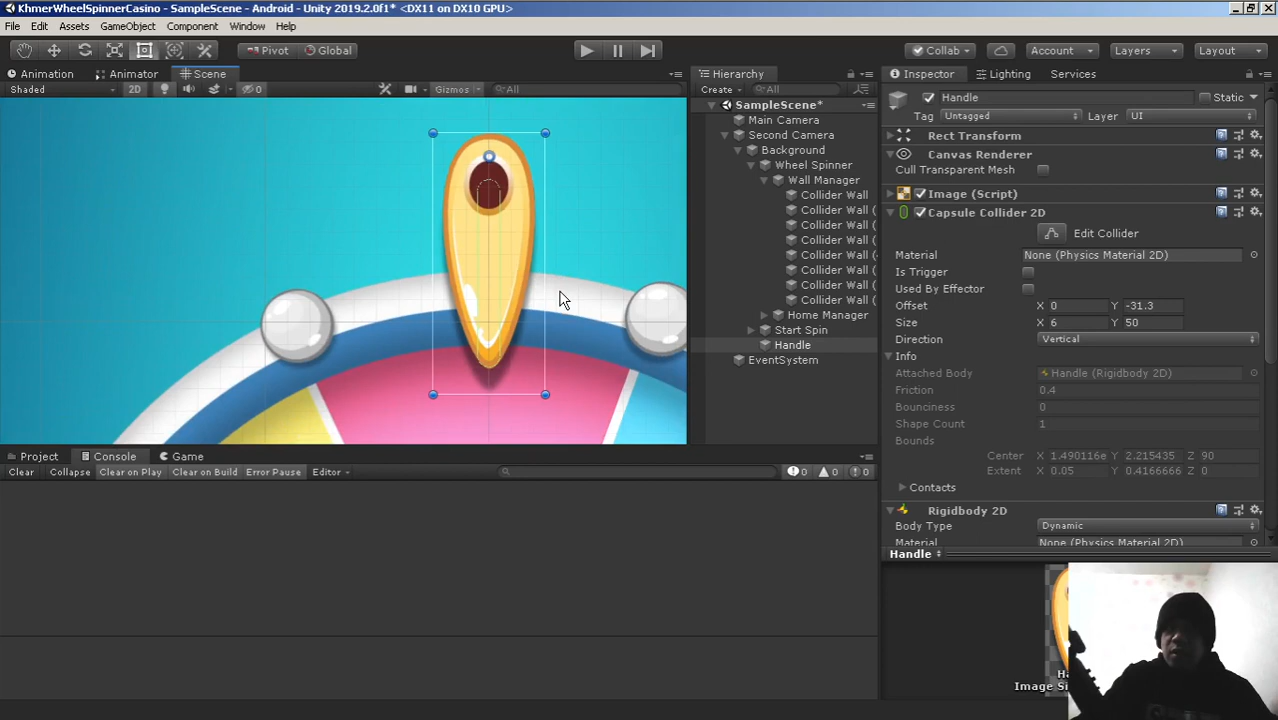 KhmerWheelSpinnerCasino - SampleScene - Android - Unity 2019.2.0f1* <DX11 on DX10 GPU>
File Edit Assets GameObject Component Window Help
Pivot Global Collab Account Layers Layout
Animation Animator Scene
Shaded 2D 0 Gizmos All
Hierarchy
Create All
SampleScene*
Main Camera
Second Camera
Background
Wheel Spinner
Wall Manager
Collider Wall
Collider Wall (
Collider Wall (
Collider Wall (
Collider Wall (
Collider Wall (
Collider Wall (
Collider Wall (
Home Manager
Start Spin
Handle
EventSystem
Inspector Lighting Services
Handle Static
Tag Untagged Layer UI
Rect Transform
Canvas Renderer
Cull Transparent Mesh
Image (Script)
Capsule Collider 2D
Edit Collider
Material None (Physics Material 2D)
Is Trigger
Used By Effector
Offset X 0 Y -31.3
Size X 6 Y 50
Direction Vertical
Info
Attached Body Handle (Rigidbody 2D)
Friction 0.4
Bounciness 0
Shape Count 1
Bounds
Center X 1.490116e Y 2.215435 Z 90
Extent X 0.05 Y 0.4166666 Z 0
Contacts
Rigidbody 2D
Body Type Dynamic
Material None (Physics Material 2D)
Handle
Image Si
Project Console Game
Clear Collapse Clear on Play Clear on Build Error Pause Editor 0 0 0